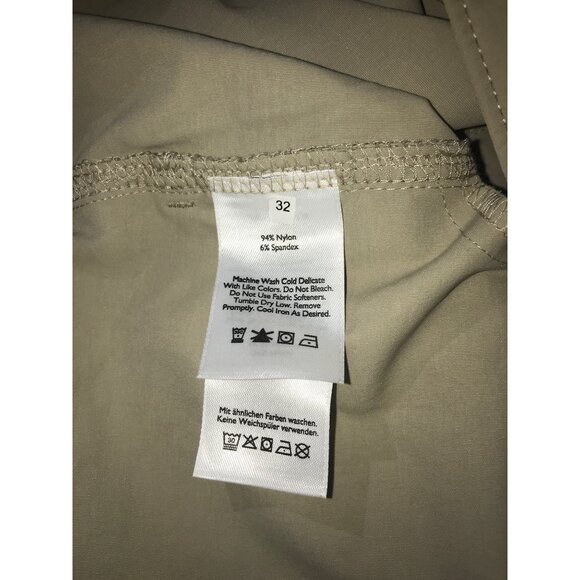 32
94% Nylon
6% Spandex
Machine Wash Cold Delicate
With Like Colors. Do Not Bleach.
Do Not Use Fabric Softeners.
Tumble Dry Low. Remove
Promptly. Cool Iron As Desired.
Mit ähnlichen Farben waschen.
Keine Weichspüler verwenden.
30